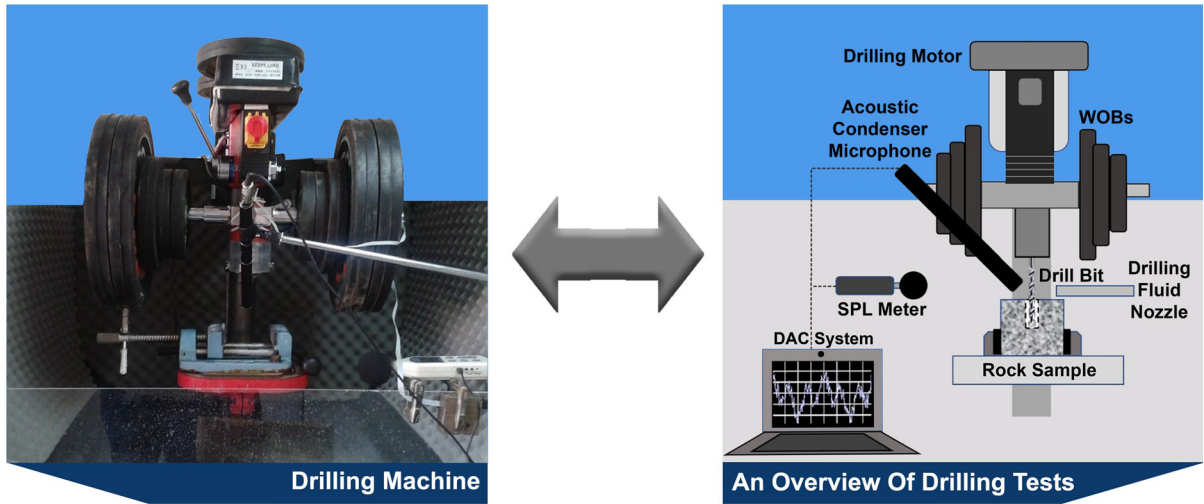 Drilling Machine
Drilling Motor
Acoustic
Condenser
Microphone
WOBs
Drill Bit
Drilling
Fluid
Nozzle
SPL Meter
DAC System
Rock Sample
An Overview Of Drilling Tests